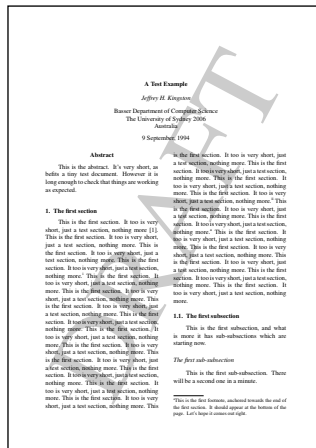 A Test Example
Jeffrey H. Kingston
Basser Department of Computer Science
The University of Sydney 2006
Australia
9 September, 1994
Abstract
This is the abstract. It's very short, as
befits a tiny test document. However it is
long enough to check that things are working
as expected.
1. The first section
This is the first section. It too is very
short, just a test section, nothing more [1].
This is the first section. It too is very
short, just a test section, nothing more. This is
the first section. It too is very short, just a
test section, nothing more. This is the first
section. It too is very short, just a test section,
nothing more. This is the first section. It
too is very short, just a test section, nothing
more. This is the first section. It too is very
short, just a test section, nothing more. This
is the first section. It too is very short, just
a test section, nothing more. This is the first
section. It too is very short, just a test section,
nothing more. This is the first section. It
too is very short, just a test section, nothing
more. This is the first section. It too is very
short, just a test section, nothing more. This
is the first section. It too is very short, just
a test section, nothing more. This is the first
section. It too is very short, just a test section,
nothing more. This is the first section. It
too is very short, just a test section, nothing
more. This is the first section. It too is very
short, just a test section, nothing more. This
is the first section. It too is very short, just
a test section, nothing more. This is the first
section. It too is very short, just a test section,
nothing more. This is the first section. It
too is very short, just a test section, nothing
more. This is the first section. It too is very
short, just a test section, nothing more. This
is the first section. It too is very short, just
a test section, nothing more. This is the first
section. It too is very short, just a test section,
nothing more. This is the first section. It
too is very short, just a test section, nothing
more. This is the first section. It too is very
short, just a test section, nothing more. This
is the first section. It too is very short, just
a test section, nothing more. This is the first
section. It too is very short, just a test section,
nothing more. This is the first section. It
too is very short, just a test section, nothing
more.
1.1. The first subsection
This is the first subsection, and what
is more it has sub-subsections which are
starting now.
The first sub-subsection
This is the first sub-subsection. There
will be a second one in a minute.
This is the first footnote, anchored towards the end of
the first section. It should appear at the bottom of the
page. Let's hope it comes out right.
DRAFT